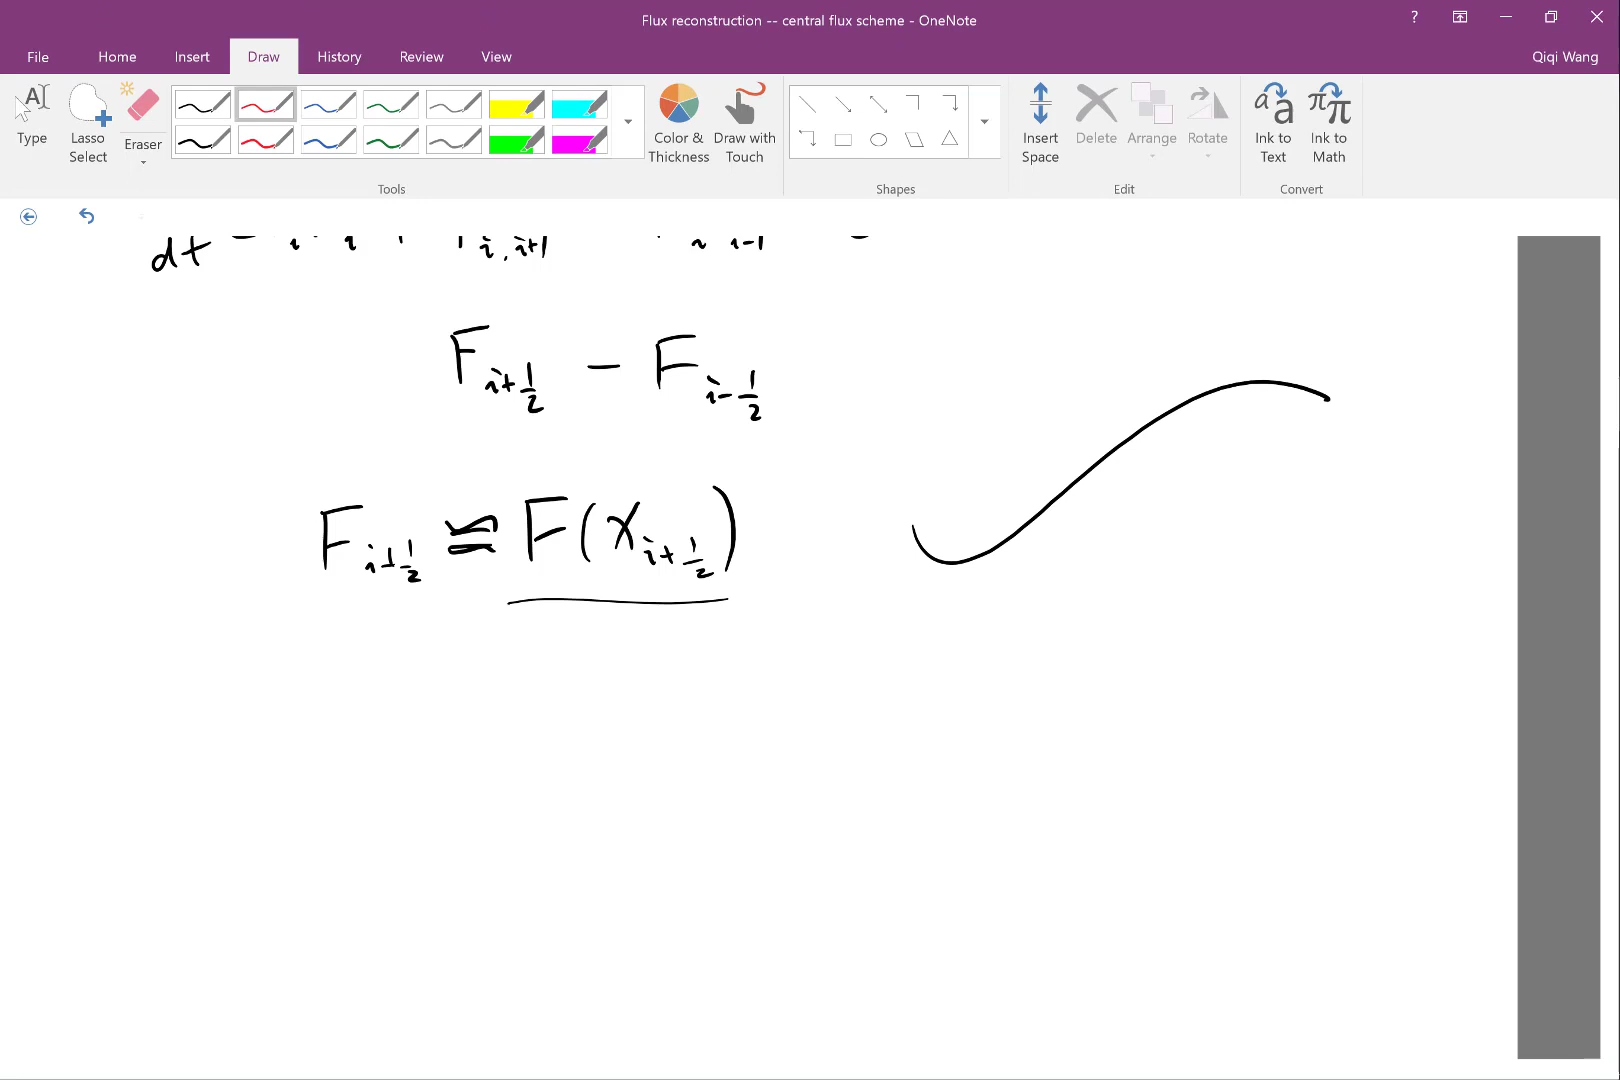 Flux reconstruction -- central flux scheme - OneNote
?
File Home Insert Draw History Review View Qiqi Wang
Type
Lasso Select
Eraser
Color & Thickness
Draw with Touch
Insert Space
Delete
Arrange
Rotate
Ink to Text
Ink to Math
Tools Shapes Edit Convert
dt i i i, i+1 i i-1
F_{i+1/2} - F_{i-1/2}
F_{i+1/2} ≅ F(x_{i+1/2})